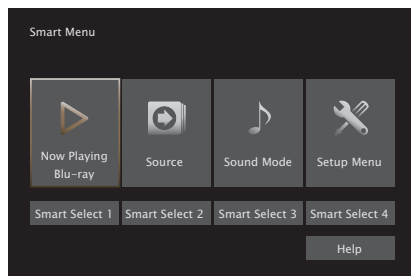 Smart Menu
Now Playing
Blu-ray
Source
Sound Mode
Setup Menu
Smart Select 1
Smart Select 2
Smart Select 3
Smart Select 4
Help